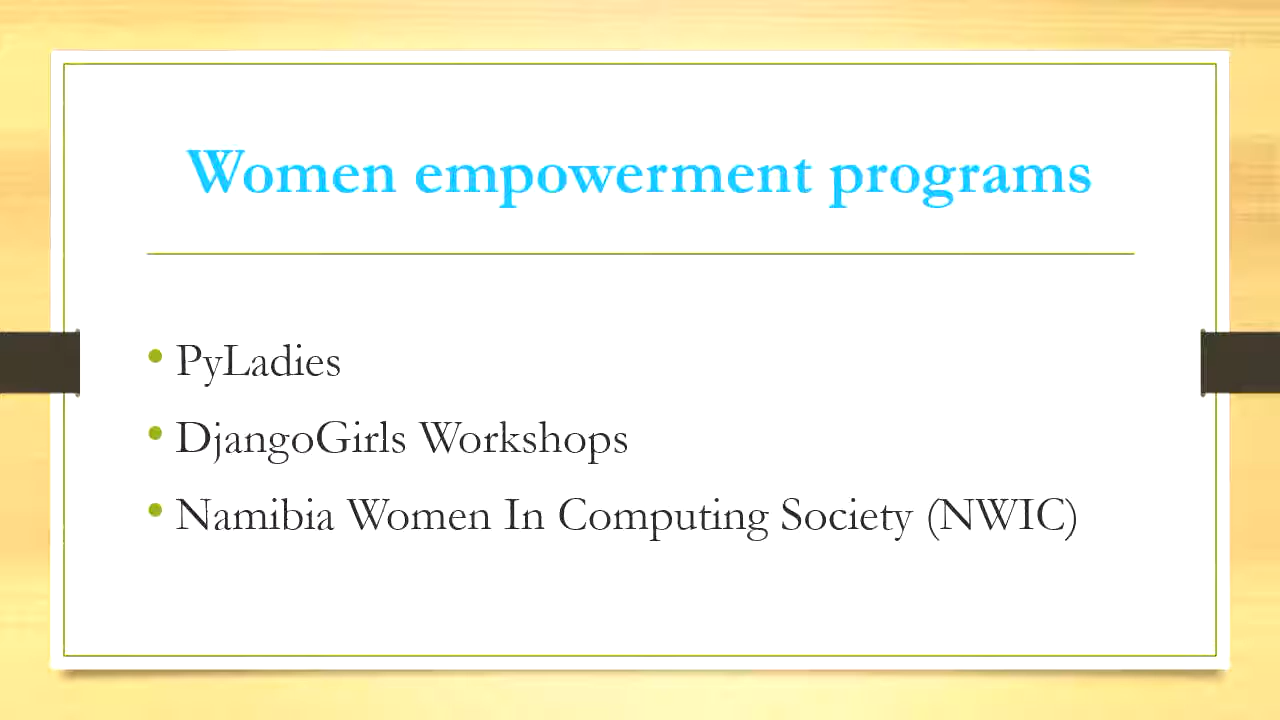 Women empowerment programs
• PyLadies
• DjangoGirls Workshops
• Namibia Women In Computing Society (NWIC)